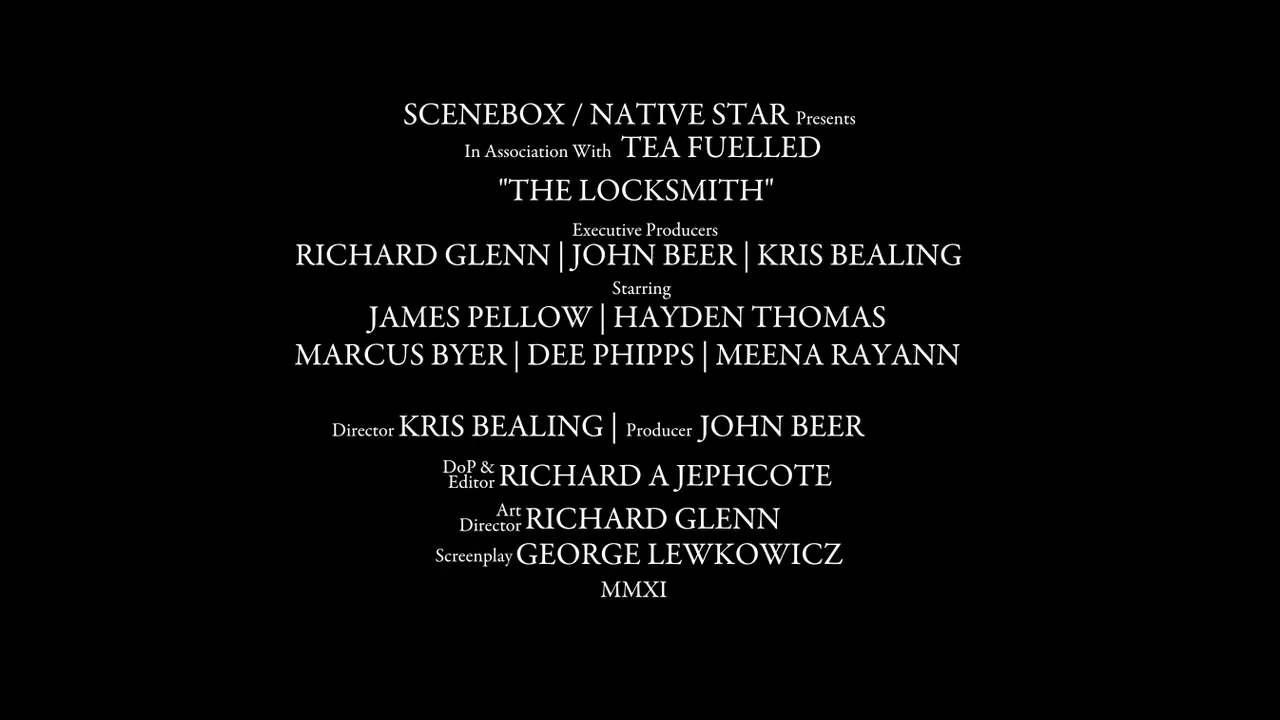 SCENEBOX / NATIVE STAR Presents
In Association With TEA FUELLED
"THE LOCKSMITH"
Executive Producers
RICHARD GLENN | JOHN BEER | KRIS BEALING
Starring
JAMES PELLOW | HAYDEN THOMAS
MARCUS BYER | DEE PHIPPS | MEENA RAYANN
Director KRIS BEALING | Producer JOHN BEER
DoP &
Editor RICHARD A JEPHCOTE
Art
Director RICHARD GLENN
Screenplay GEORGE LEWKOWICZ
MMXI